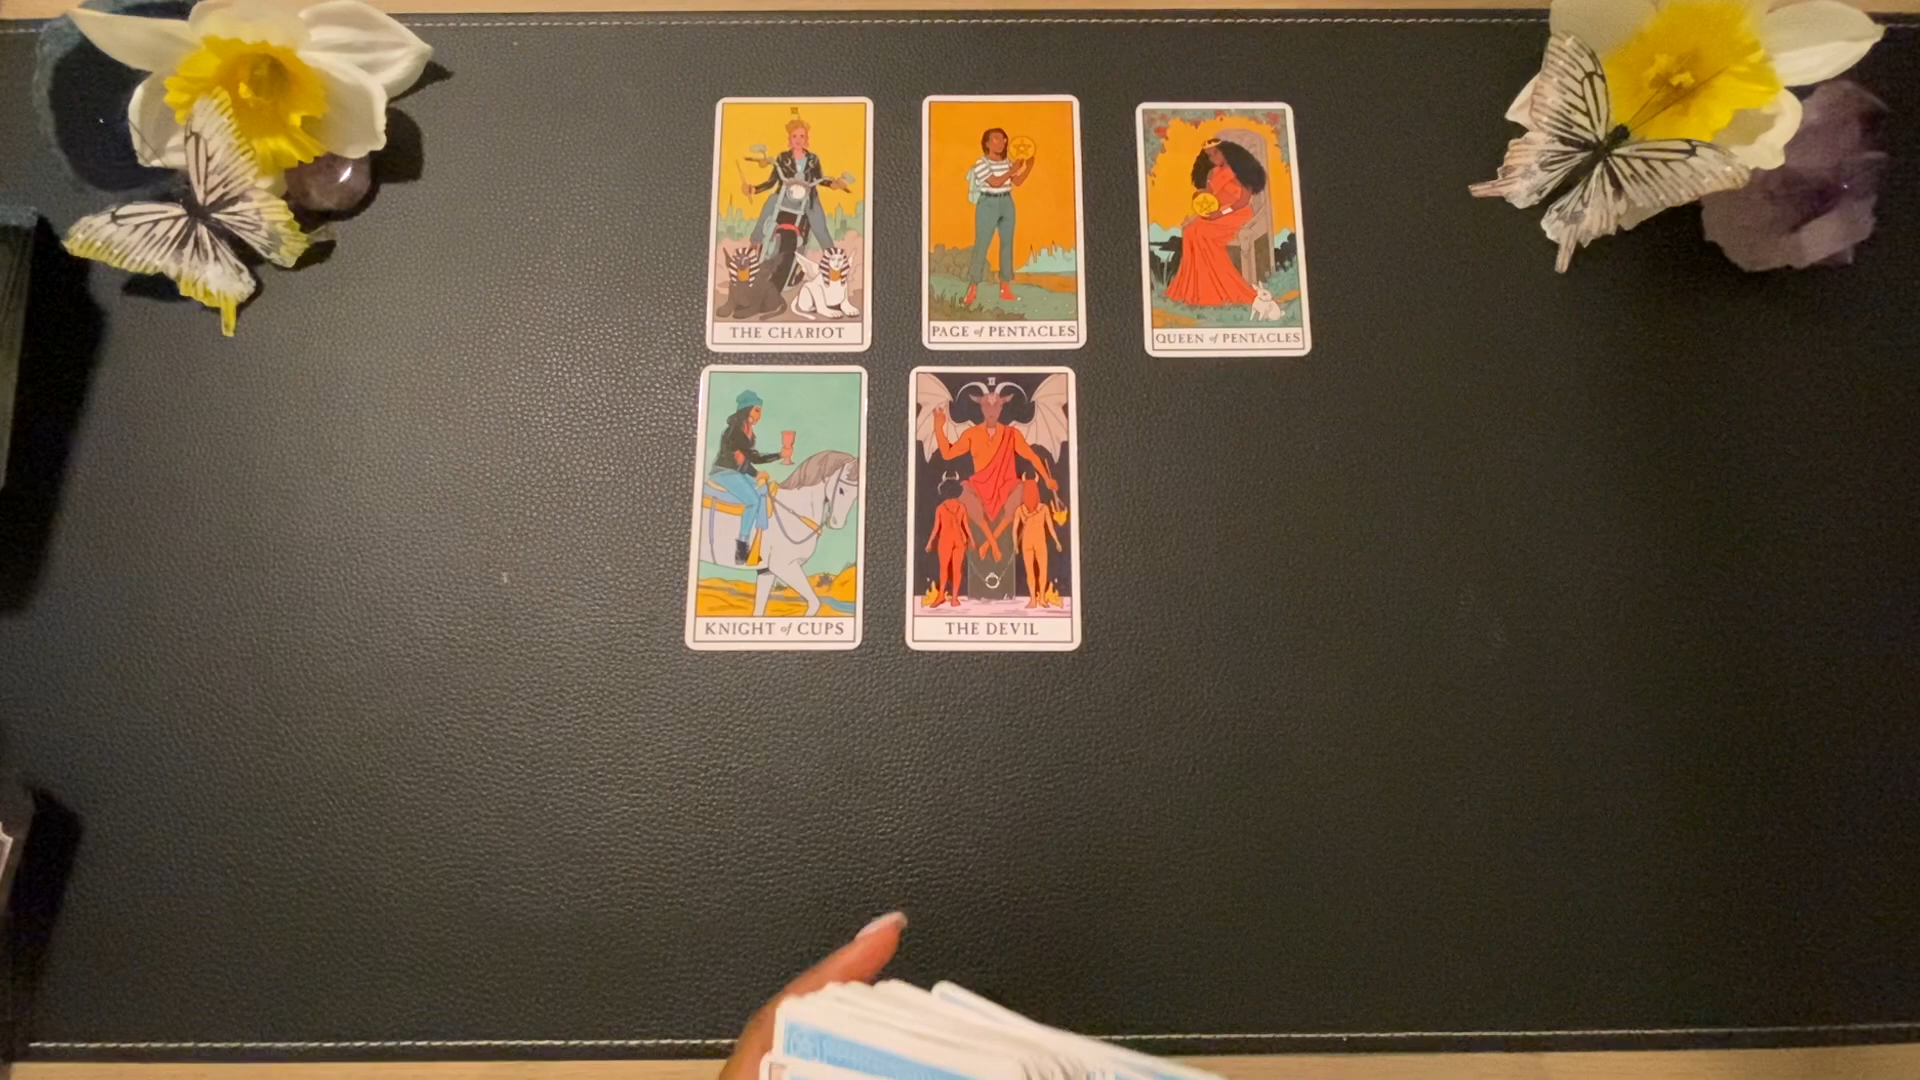 THE CHARIOT
PAGE of PENTACLES
QUEEN of PENTACLES
KNIGHT of CUPS
THE DEVIL